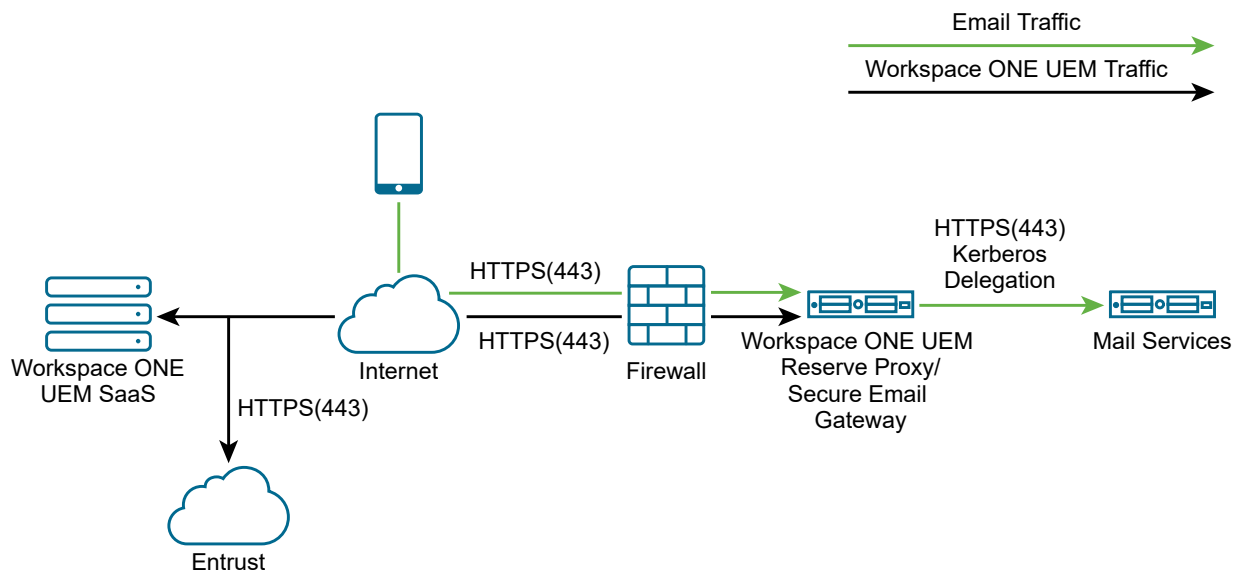 Email Traffic
Workspace ONE UEM Traffic
HTTPS(443)
Kerberos
Delegation
HTTPS(443)
HTTPS(443)
Workspace ONE
UEM SaaS
Internet
Firewall
Workspace ONE UEM
Reserve Proxy/
Secure Email
Gateway
Mail Services
HTTPS(443)
Entrust